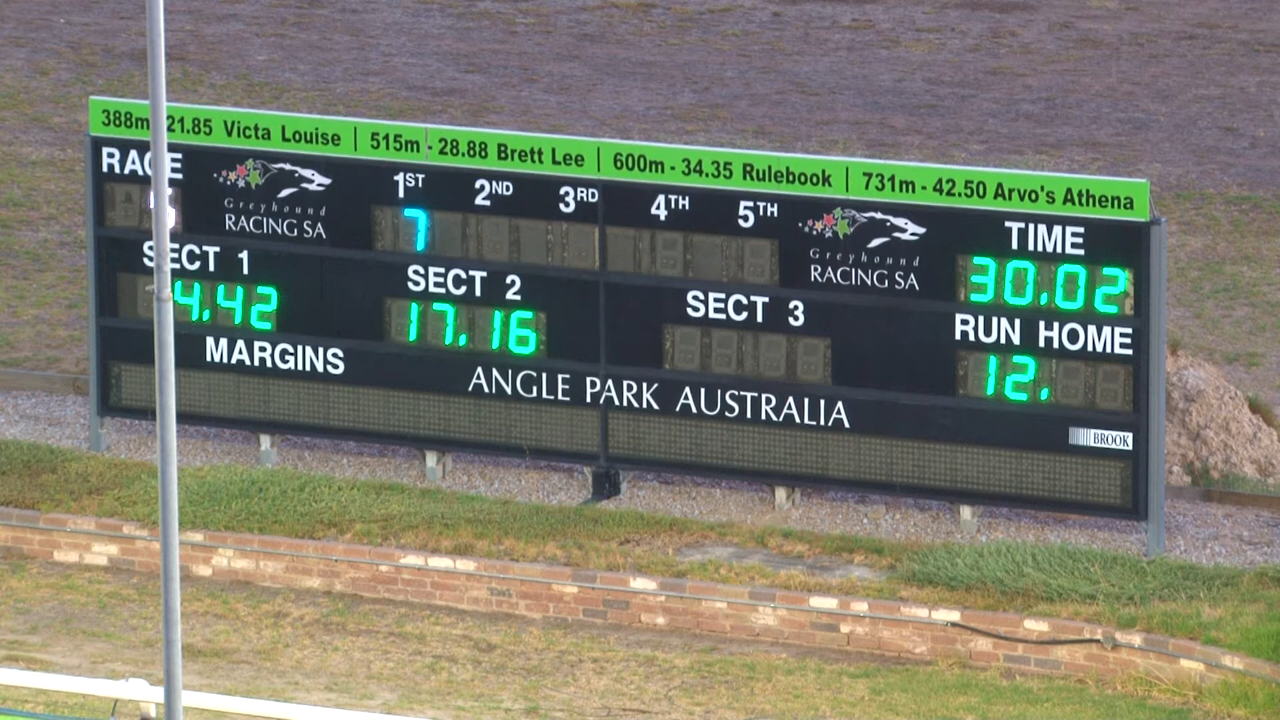 388m 21.85 Victa Louise | 515m - 28.88 Brett Lee | 600m - 34.35 Rulebook | 731m - 42.50 Arvo's Athena
RACE
Greyhound
RACING SA
1ST 2ND 3RD 4TH 5TH
7
Greyhound
RACING SA
TIME
30.02
SECT 1
4.42
SECT 2
17.16
SECT 3
RUN HOME
12.
MARGINS
ANGLE PARK AUSTRALIA
BROOK